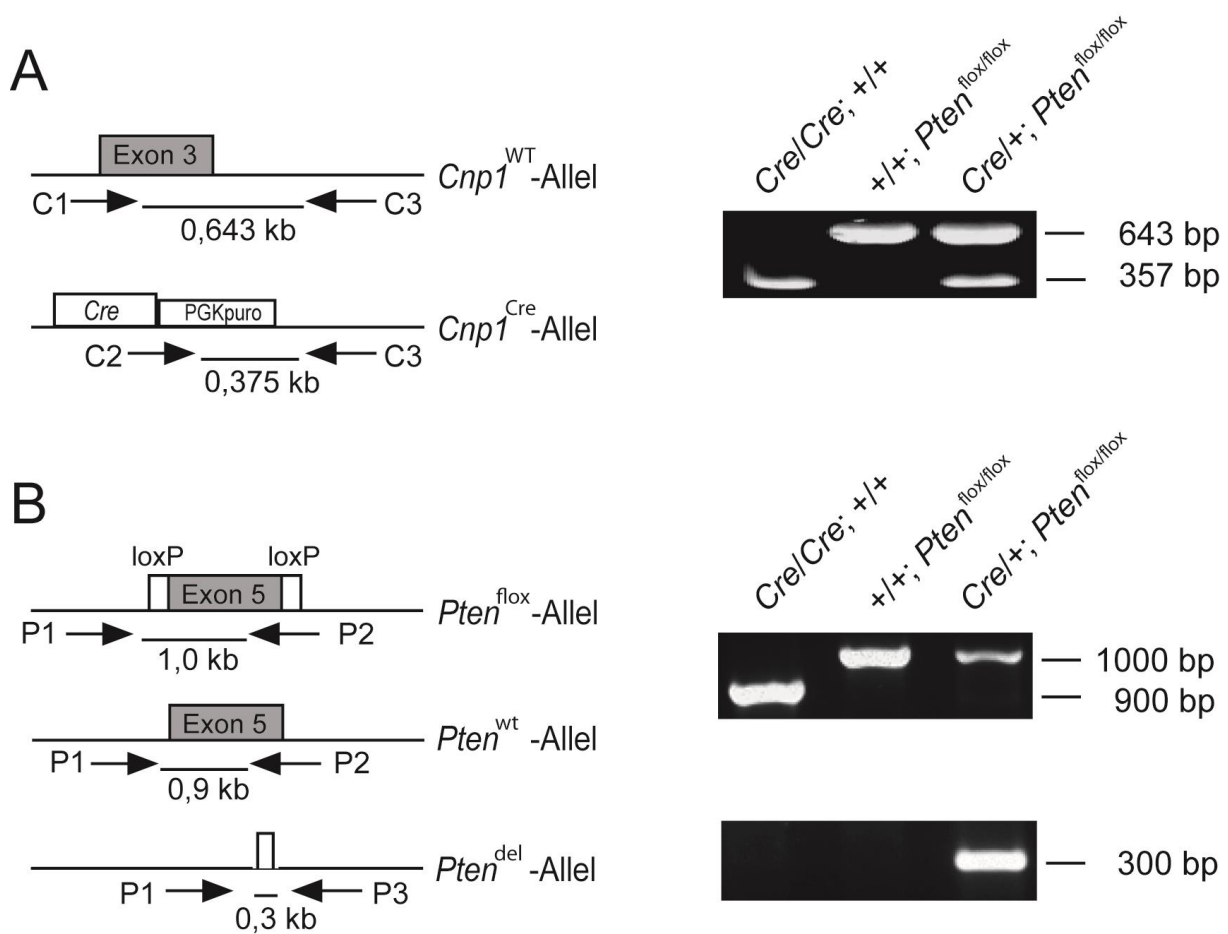 A
Exon 3
Cnp1WT-Allel
C1
C3
0,643 kb
Cre
PGKpuro
Cnp1Cre-Allel
C2
C3
0,375 kb
Cre/Cre; +/+
+/+; Ptenflox/flox
Cre/+; Ptenflox/flox
643 bp
357 bp
B
loxP
loxP
Exon 5
Ptenflox-Allel
P1
P2
1,0 kb
Exon 5
Ptenwt -Allel
P1
P2
0,9 kb
Ptendel-Allel
P1
P3
0,3 kb
Cre/Cre; +/+
+/+; Ptenflox/flox
Cre/+; Ptenflox/flox
1000 bp
900 bp
300 bp